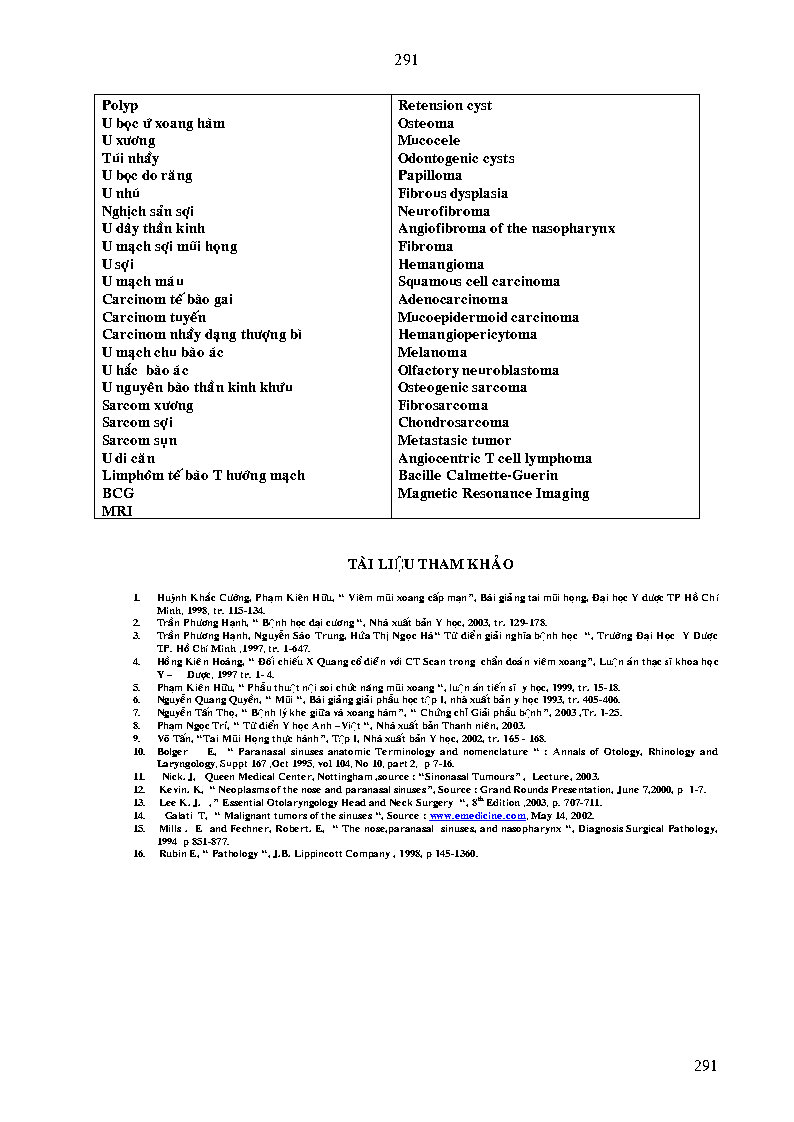 291
Polyp
U bọc ứ xoang hàm
U xương
Túi nhầy
U bọc do răng
U nhú
Nghịch sản sợi
U dây thần kinh
U mạch sợi mũi họng
U sợi
U mạch máu
Carcinom tế bào gai
Carcinom tuyến
Carcinom nhầy dạng thượng bì
U mạch chu bào ác
U hắc bào ác
U nguyên bào thần kinh khứu
Sarcom xương
Sarcom sợi
Sarcom sụn
U di căn
Limphôm tế bào T hướng mạch
BCG
MRI
Retension cyst
Osteoma
Mucocele
Odontogenic cysts
Papilloma
Fibrous dysplasia
Neurofibroma
Angiofibroma of the nasopharynx
Fibroma
Hemangioma
Squamous cell carcinoma
Adenocarcinoma
Mucoepidermoid carcinoma
Hemangiopericytoma
Melanoma
Olfactory neuroblastoma
Osteogenic sarcoma
Fibrosarcoma
Chondrosarcoma
Metastasic tumor
Angiocentric T cell lymphoma
Bacille Calmette-Guerin
Magnetic Resonance Imaging
TÀI LIỆU THAM KHẢO
1. Huỳnh Khắc Cường, Phạm Kiên Hữu, “ Viêm mũi xoang cấp mạn”, Bài giảng tai mũi họng, Đại học Y dược TP Hồ Chí
Minh, 1998, tr. 115-134.
2. Trần Phương Hạnh, “ Bệnh học đại cương “, Nhà xuất bản Y học, 2003, tr. 129-178.
3. Trần Phương Hạnh, Nguyễn Sào Trung, Hứa Thị Ngọc Hà“ Từ điển giải nghĩa bệnh học “, Trường Đại Học Y Dược
TP. Hồ Chí Minh ,1997, tr. 1-647.
4. Hồng Kiên Hoàng, “ Đối chiếu X Quang cổ điển với CT Scan trong chẩn đoán viêm xoang”, Luận án thạc sĩ khoa học
Y – Dược, 1997 tr. 1- 4.
5. Phạm Kiên Hữu, “ Phẫu thuật nội soi chức năng mũi xoang “, luận án tiến sĩ y học, 1999, tr. 15-18.
6. Nguyễn Quang Quyền, “ Mũi “, Bài giảng giải phẫu học tập I, nhà xuất bản y học 1993, tr. 405-406.
7. Nguyễn Tấn Thọ, “ Bệnh lý khe giữa và xoang hàm”, “ Chứng chỉ Giải phẫu bệnh”, 2003 ,Tr. 1-25.
8. Phạm Ngọc Trí, “ Từ điển Y học Anh – Việt “, Nhà xuất bản Thanh niên, 2003.
9. Võ Tấn, “Tai Mũi Họng thực hành”, Tập I, Nhà xuất bản Y học, 2002, tr. 165 - 168.
10. Bolger E, “ Paranasal sinuses anatomic Terminology and nomenclature “ : Annals of Otology, Rhinology and
Laryngology, Suppt 167 ,Oct 1995, vol 104, No 10, part 2, p 7-16.
11. Nick. J, Queen Medical Center, Nottingham ,source : “Sinonasal Tumours” , Lecture, 2003.
12. Kevin. K, “ Neoplasms of the nose and paranasal sinuses”, Source : Grand Rounds Presentation, June 7,2000, p 1-7.
13. Lee K. J. ,” Essential Otolaryngology Head and Neck Surgery “, 8th Edition ,2003, p. 707-711.
14. Galati T, “ Malignant tumors of the sinuses “, Source : www.emedicine.com, May 14, 2002.
15. Mills . E and Fechner, Robert. E, “ The nose,paranasal sinuses, and nasopharynx “, Diagnosis Surgical Pathology,
1994 p 851-877.
16. Rubin E, “ Pathology “, J.B. Lippincott Company , 1998, p 145-1360.
291